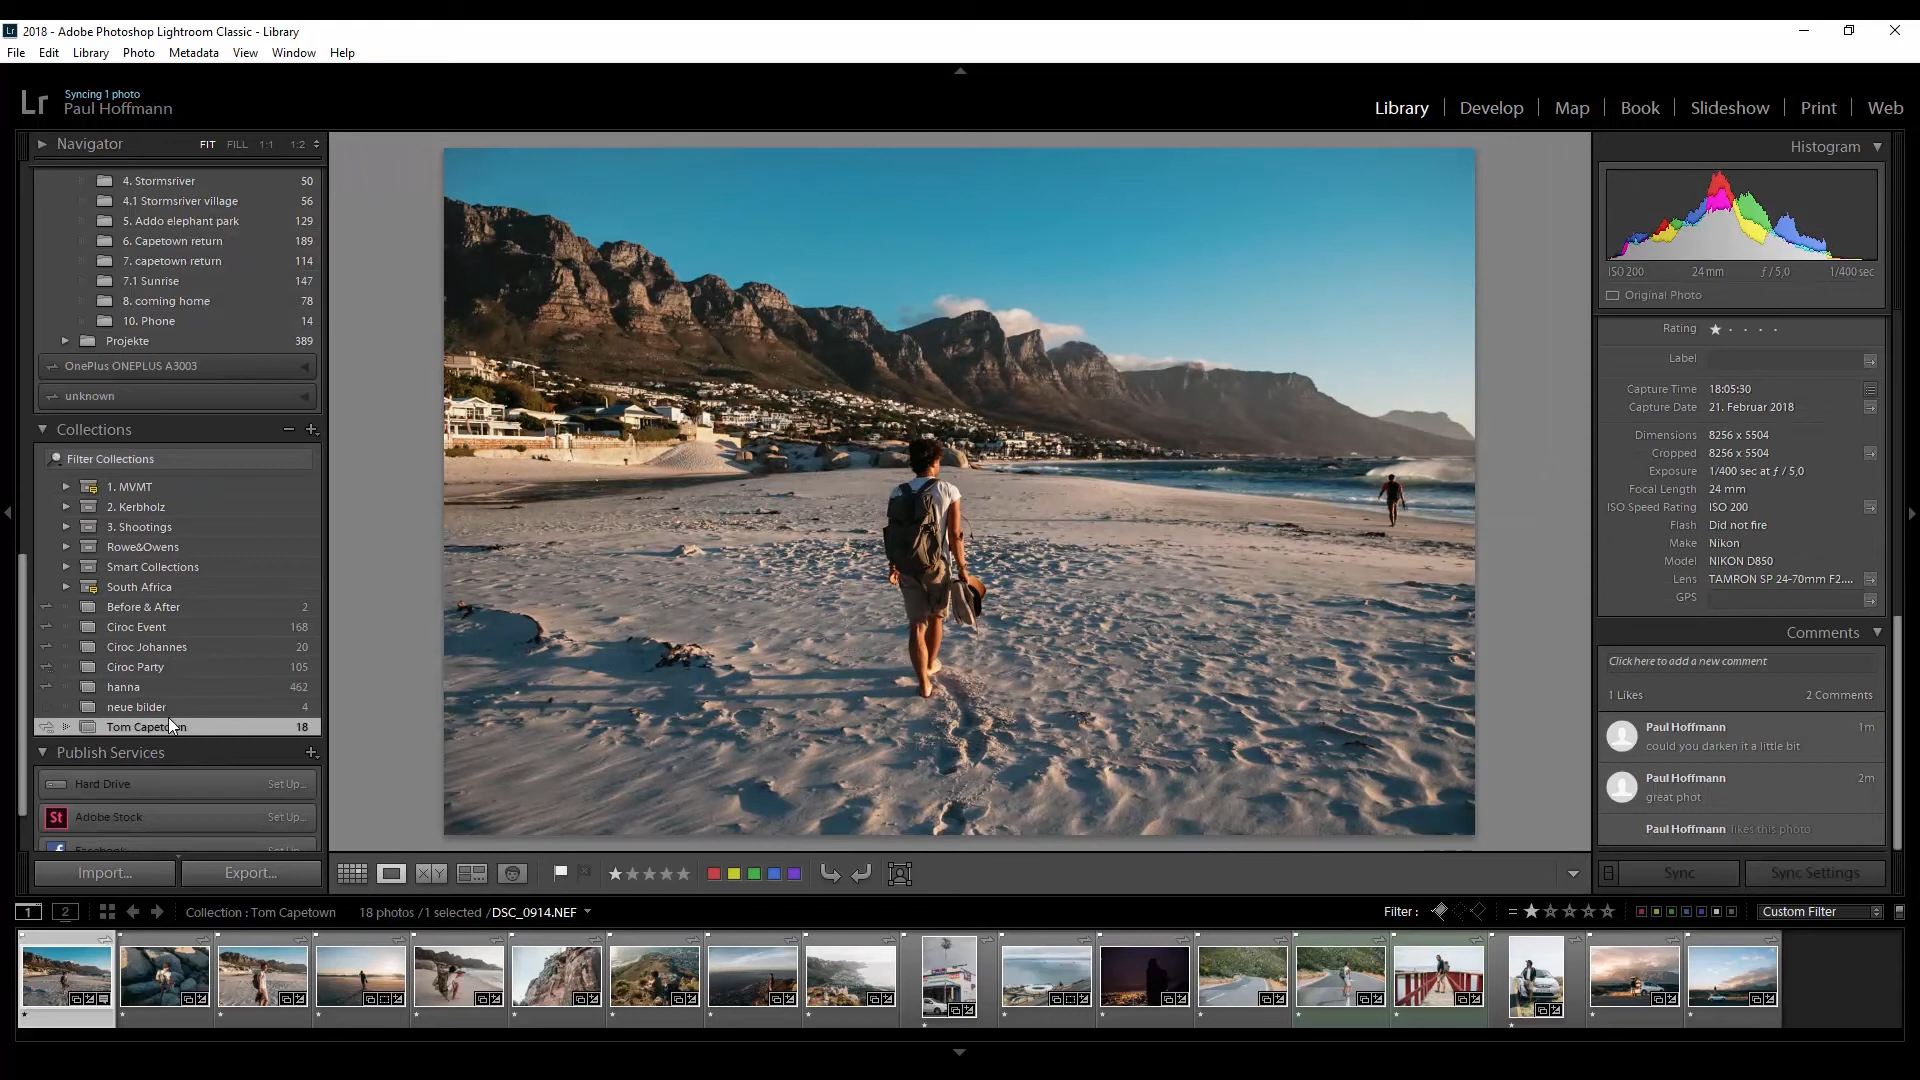 2018 - Adobe Photoshop Lightroom Classic - Library
File Edit Library Photo Metadata View Window Help
Lr
Syncing 1 photo
Paul Hoffmann
Library Develop Map Book Slideshow Print Web
Navigator FIT FILL 1:1 1:2
4. Stormsriver 50
4.1 Stormsriver village 56
5. Addo elephant park 129
6. Capetown return 189
7. capetown return 114
7.1 Sunrise 147
8. coming home 78
10. Phone 14
Projekte 389
OnePlus ONEPLUS A3003
unknown
Collections
Filter Collections
1. MVMT
2. Kerbholz
3. Shootings
Rowe&Owens
Smart Collections
South Africa
Before & After 2
Ciroc Event 168
Ciroc Johannes 20
Ciroc Party 105
hanna 462
neue bilder 4
Tom Capetown 18
Publish Services
Hard Drive Set Up...
St Adobe Stock Set Up...
Import... Export...
Histogram
ISO 200 24 mm ƒ / 5,0 1/400 sec
Original Photo
Rating
Label
Capture Time 18:05:30
Capture Date 21. Februar 2018
Dimensions 8256 x 5504
Cropped 8256 x 5504
Exposure 1/400 sec at ƒ / 5,0
Focal Length 24 mm
ISO Speed Rating ISO 200
Flash Did not fire
Make Nikon
Model NIKON D850
Lens TAMRON SP 24-70mm F2....
GPS
Comments
Click here to add a new comment
1 Likes 2 Comments
Paul Hoffmann 1m
could you darken it a little bit
Paul Hoffmann 2m
great phot
Paul Hoffmann likes this photo
Sync Sync Settings
X Y
1 2 Collection : Tom Capetown 18 photos / 1 selected / DSC_0914.NEF Filter : Custom Filter